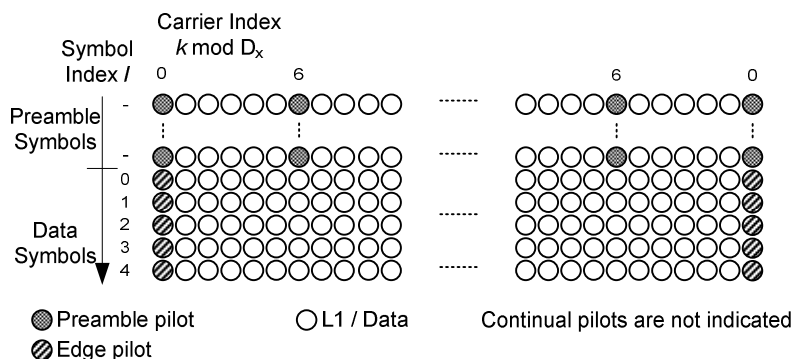 Carrier Index
k mod Dx
Symbol
Index l 0 6 6 0
-
Preamble
Symbols
-
0
1
Data
Symbols
2
3
4
Preamble pilot L1 / Data Continual pilots are not indicated
Edge pilot